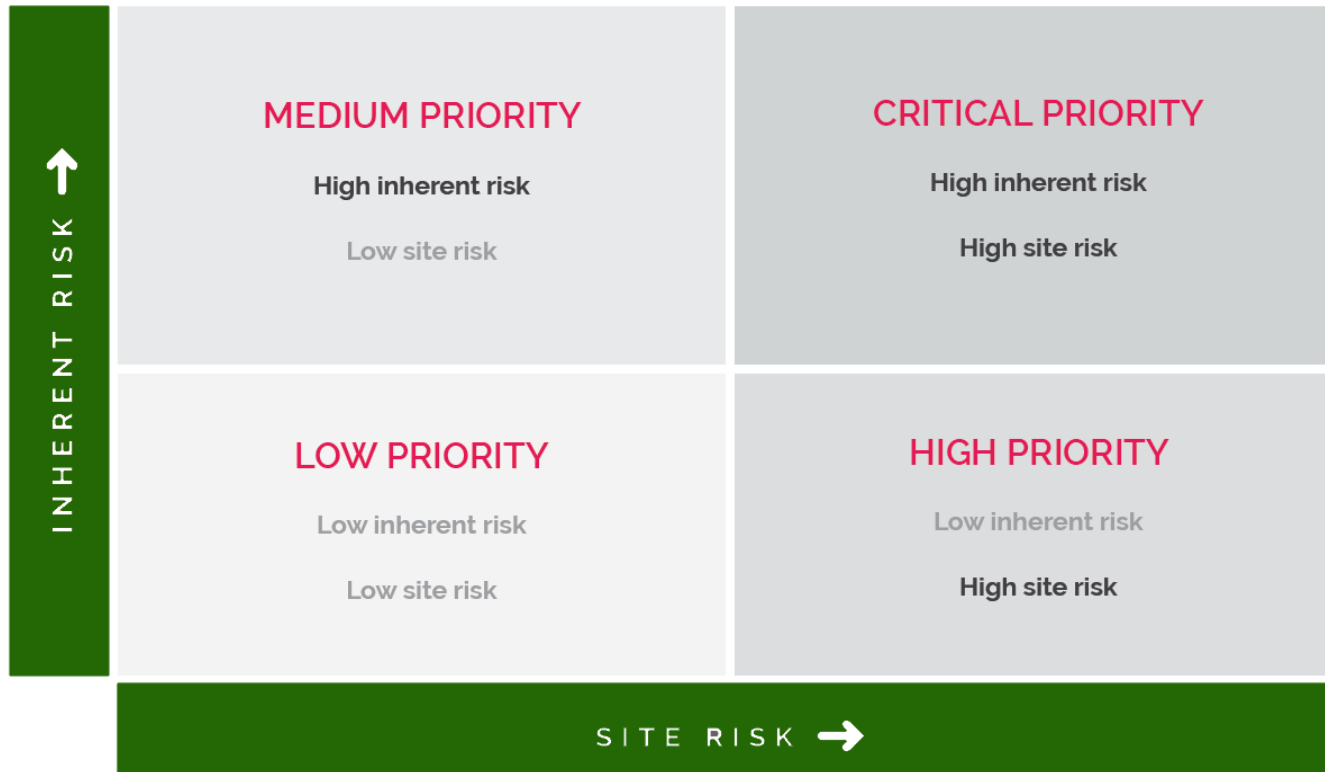 INHERENT RISK
MEDIUM PRIORITY
High inherent risk
Low site risk
CRITICAL PRIORITY
High inherent risk
High site risk
LOW PRIORITY
Low inherent risk
Low site risk
HIGH PRIORITY
Low inherent risk
High site risk
SITE RISK